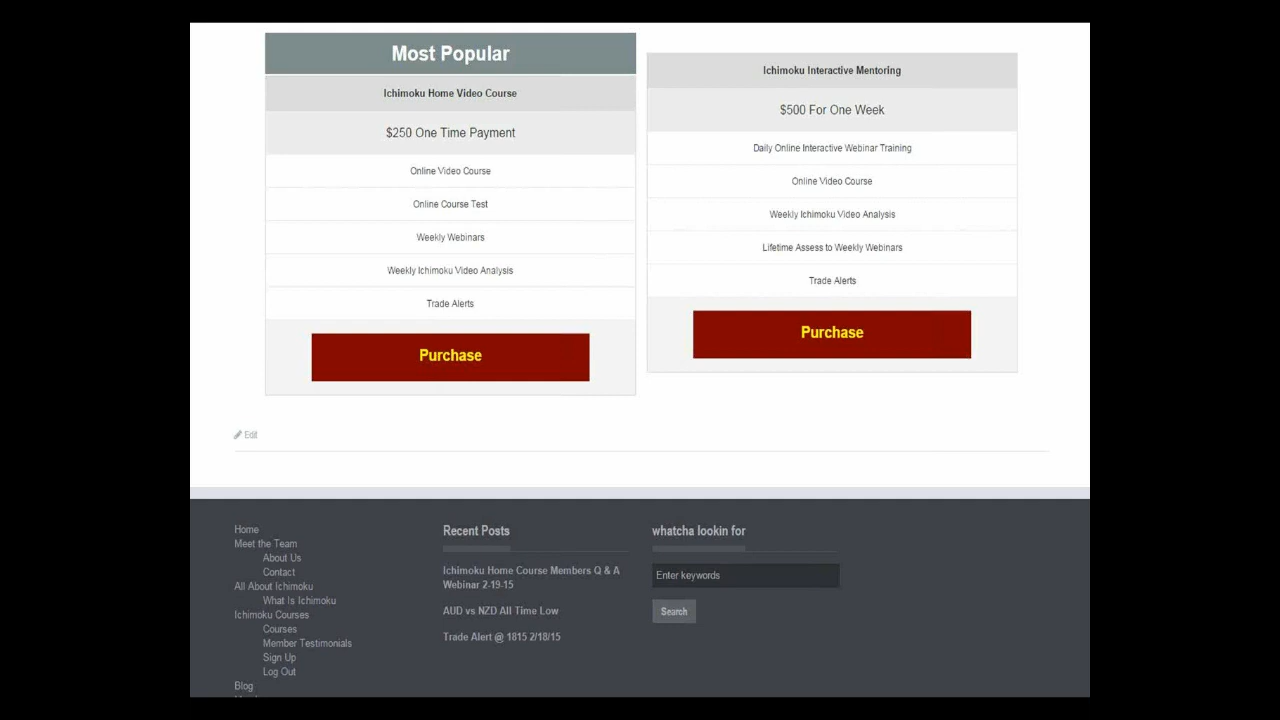 Most Popular
Ichimoku Home Video Course
$250 One Time Payment
Online Video Course
Online Course Test
Weekly Webinars
Weekly Ichimoku Video Analysis
Trade Alerts
Purchase
Ichimoku Interactive Mentoring
$500 For One Week
Daily Online Interactive Webinar Training
Online Video Course
Weekly Ichimoku Video Analysis
Lifetime Assess to Weekly Webinars
Trade Alerts
Purchase
Edit
Home
Meet the Team
About Us
Contact
All About Ichimoku
What Is Ichimoku
Ichimoku Courses
Courses
Member Testimonials
Sign Up
Log Out
Blog
Recent Posts
Ichimoku Home Course Members Q & A
Webinar 2-19-15
AUD vs NZD All Time Low
Trade Alert @ 1815 2/18/15
whatcha lookin for
Enter keywords
Search